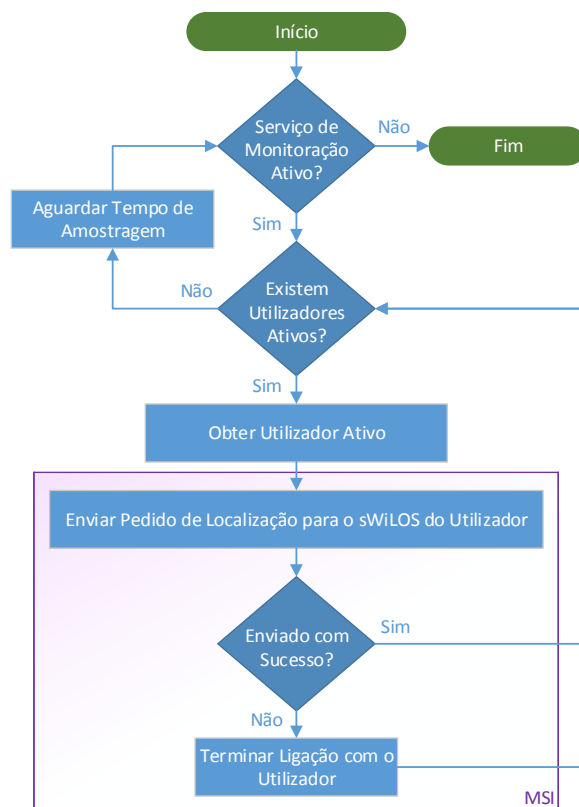 Início
Serviço de
Monitoração
Ativo?
Não
Fim
Aguardar Tempo de
Amostragem
Sim
Existem
Utilizadores
Ativos?
Não
Sim
Obter Utilizador Ativo
Enviar Pedido de Localização para o sWiLOS do Utilizador
Enviado com
Sucesso?
Sim
Não
Terminar Ligação com o
Utilizador
MSI